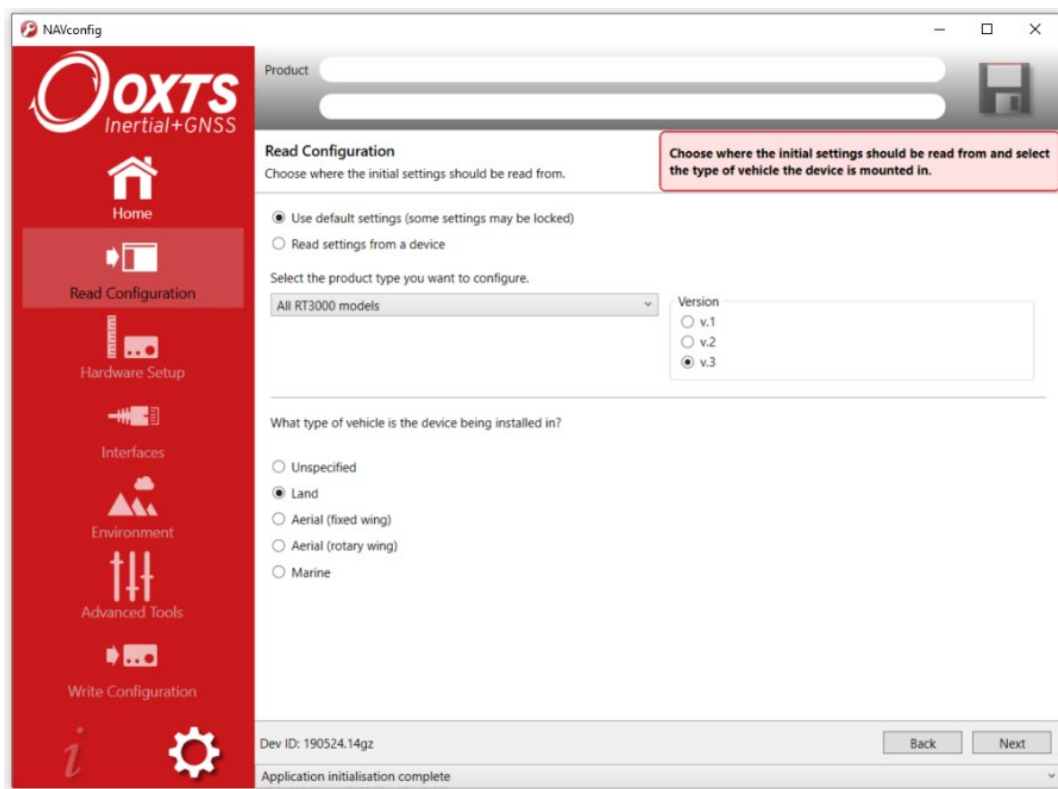 NAVconfig
OXTS
Inertial+GNSS
Home
Read Configuration
Hardware Setup
Interfaces
Environment
Advanced Tools
Write Configuration
i
Product
Read Configuration
Choose where the initial settings should be read from.
Choose where the initial settings should be read from and select
the type of vehicle the device is mounted in.
Use default settings (some settings may be locked)
Read settings from a device
Select the product type you want to configure.
All RT3000 models
Version
v.1
v.2
v.3
What type of vehicle is the device being installed in?
Unspecified
Land
Aerial (fixed wing)
Aerial (rotary wing)
Marine
Dev ID: 190524.14gz
Back
Next
Application initialisation complete